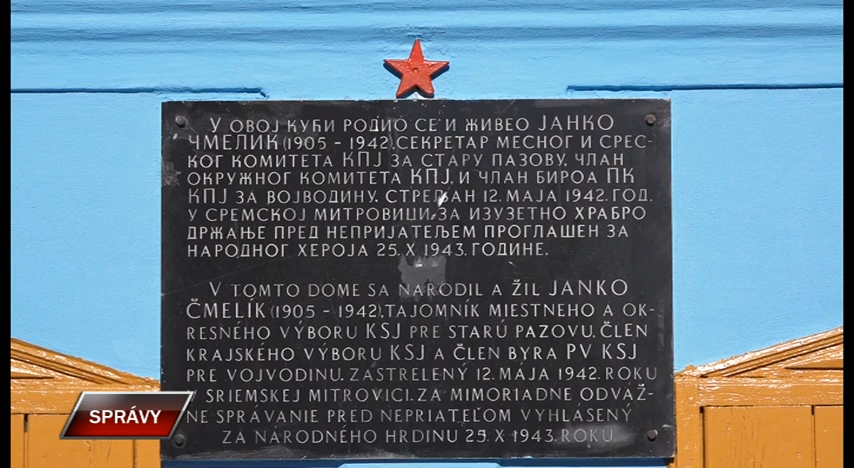 У ОВОЈ КУЋИ РОДИО СЕ И ЖИВЕО ЈАНКО
ЧМЕЛИК (1905 - 1942), СЕКРЕТАР МЕСНОГ И СРЕС-
КОГ КОМИТЕТА КПЈ ЗА СТАРУ ПАЗОВУ, ЧЛАН
ОКРУЖНОГ КОМИТЕТА КПЈ, И ЧЛАН БИРОА ПК
КПЈ ЗА ВОЈВОДИНУ. СТРЕЉАН 12. МАЈА 1942. ГОД.
У СРЕМСКОЈ МИТРОВИЦИ, ЗА ИЗУЗЕТНО ХРАБРО
ДРЖАЊЕ ПРЕД НЕПРИЈАТЕЉЕМ ПРОГЛАШЕН ЗА
НАРОДНОГ ХЕРОЈА 25. X 1943. ГОДИНЕ.
V TOMTO DOME SA NARODIL A ŽIL JANKO
ČMELÍK (1905 - 1942), TAJOMNÍK MIESTNEHO A OK-
RESNÉHO VÝBORU KSJ PRE STARÚ PAZOVU, ČLEN
KRAJSKÉHO VÝBORU KSJ A ČLEN BYRA PV KSJ
PRE VOJVODINU. ZASTRELENÝ 12. MÁJA 1942. ROKU
SRIEMSKEJ MITROVICI. ZA MIMORIADNE ODVÁŽ-
NE SPRÁVANIE PRED NEPRIATEĽOM VYHLÁSENÝ
ZA NÁRODNÉHO HRDINU 25. X 1943. ROKU
SPRÁVY